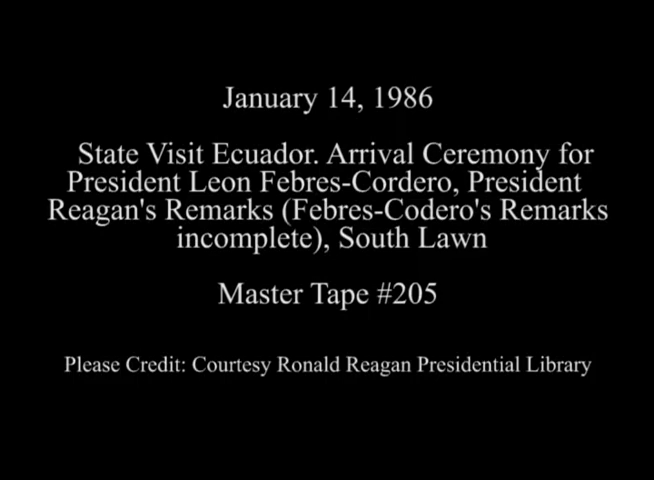 January 14, 1986
State Visit Ecuador. Arrival Ceremony for
President Leon Febres-Cordero, President
Reagan's Remarks (Febres-Codero's Remarks
incomplete), South Lawn
Master Tape #205
Please Credit: Courtesy Ronald Reagan Presidential Library